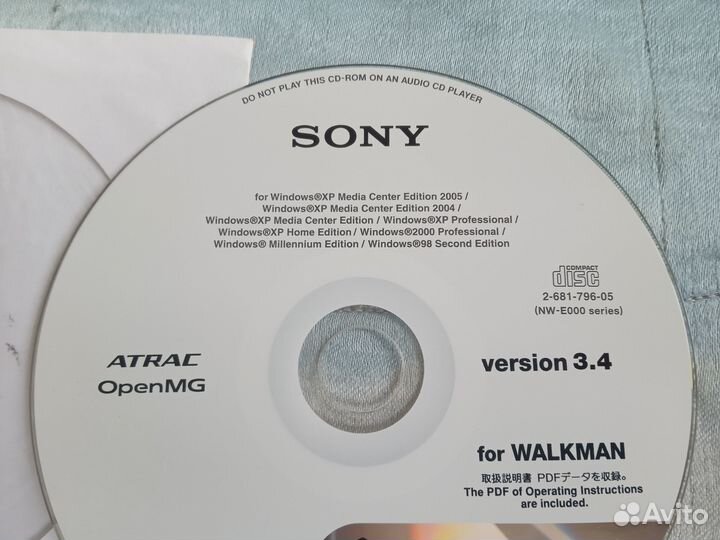 DO NOT PLAY THIS CD-ROM ON AN AUDIO CD PLAYER
SONY
for Windows®XP Media Center Edition 2005 /
Windows®XP Media Center Edition 2004 /
Windows®XP Media Center Edition / Windows®XP Professional /
Windows®XP Home Edition / Windows®2000 Professional /
Windows® Millennium Edition / Windows®98 Second Edition
COMPACT
disc
2-681-796-05
(NW-E000 series)
ATRAC
OpenMG
version 3.4
for WALKMAN
取扱説明書 PDFデータを収録。
The PDF of Operating Instructions
are included.
Avito